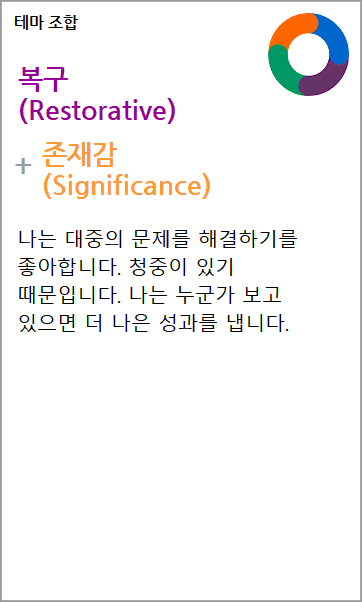 테마 조합
복구
(Restorative)
+ 존재감
(Significance)
나는 대중의 문제를 해결하기를
좋아합니다. 청중이 있기
때문입니다. 나는 누군가 보고
있으면 더 나은 성과를 냅니다.